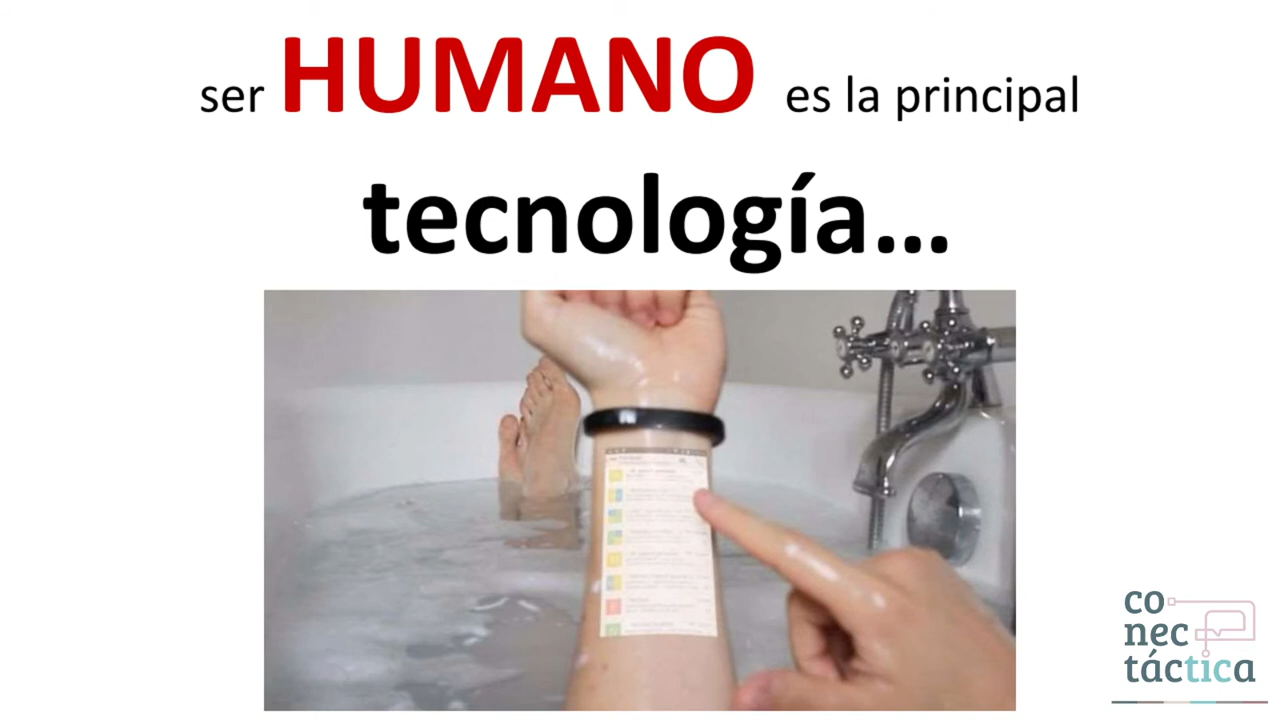 ser HUMANO es la principal
tecnología...
co
nec
táctica